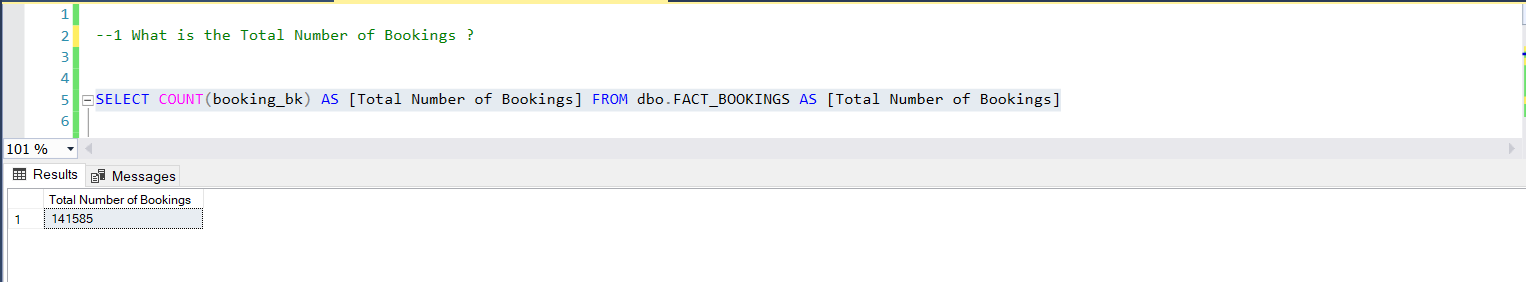 1
2 --1 What is the Total Number of Bookings ?
3
4
5 SELECT COUNT(booking_bk) AS [Total Number of Bookings] FROM dbo.FACT_BOOKINGS AS [Total Number of Bookings]
6
101 %
Results Messages
Total Number of Bookings
1 141585